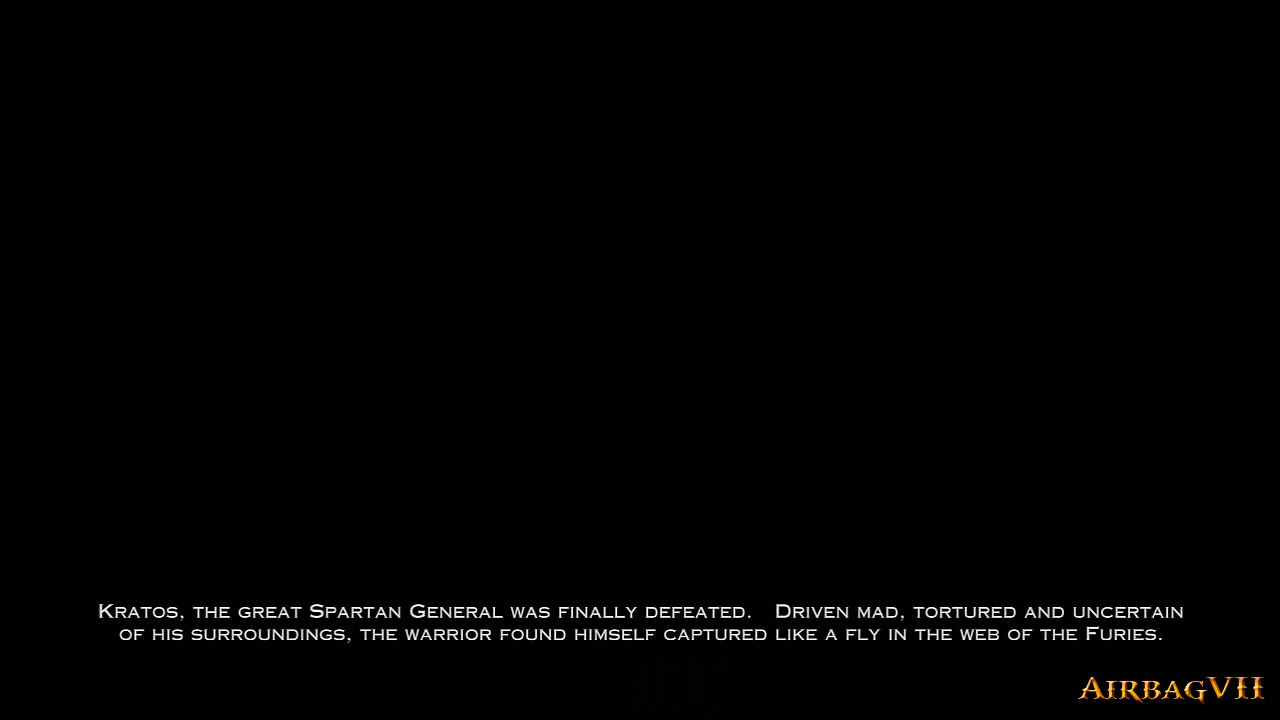 Kratos, the great Spartan General was finally defeated. Driven mad, tortured and uncertain
of his surroundings, the warrior found himself captured like a fly in the web of the Furies.
AirbagVII